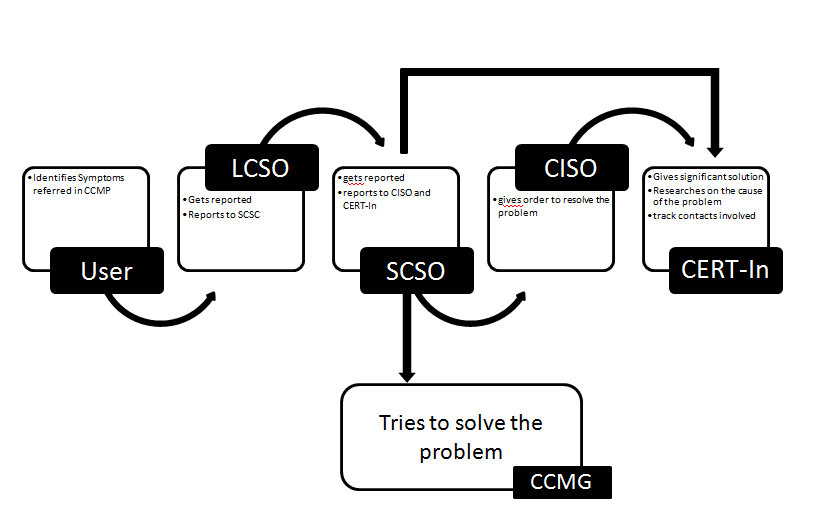 • Identifies Symptoms
referred in CCMP
User
LCSO
• Gets reported
• Reports to SCSC
• gets reported
• reports to CISO and
CERT-In
SCSO
CISO
• gives order to resolve the
problem
• Gives significant solution
• Researches on the cause
of the problem
• track contacts involved
CERT-In
Tries to solve the
problem
CCMG